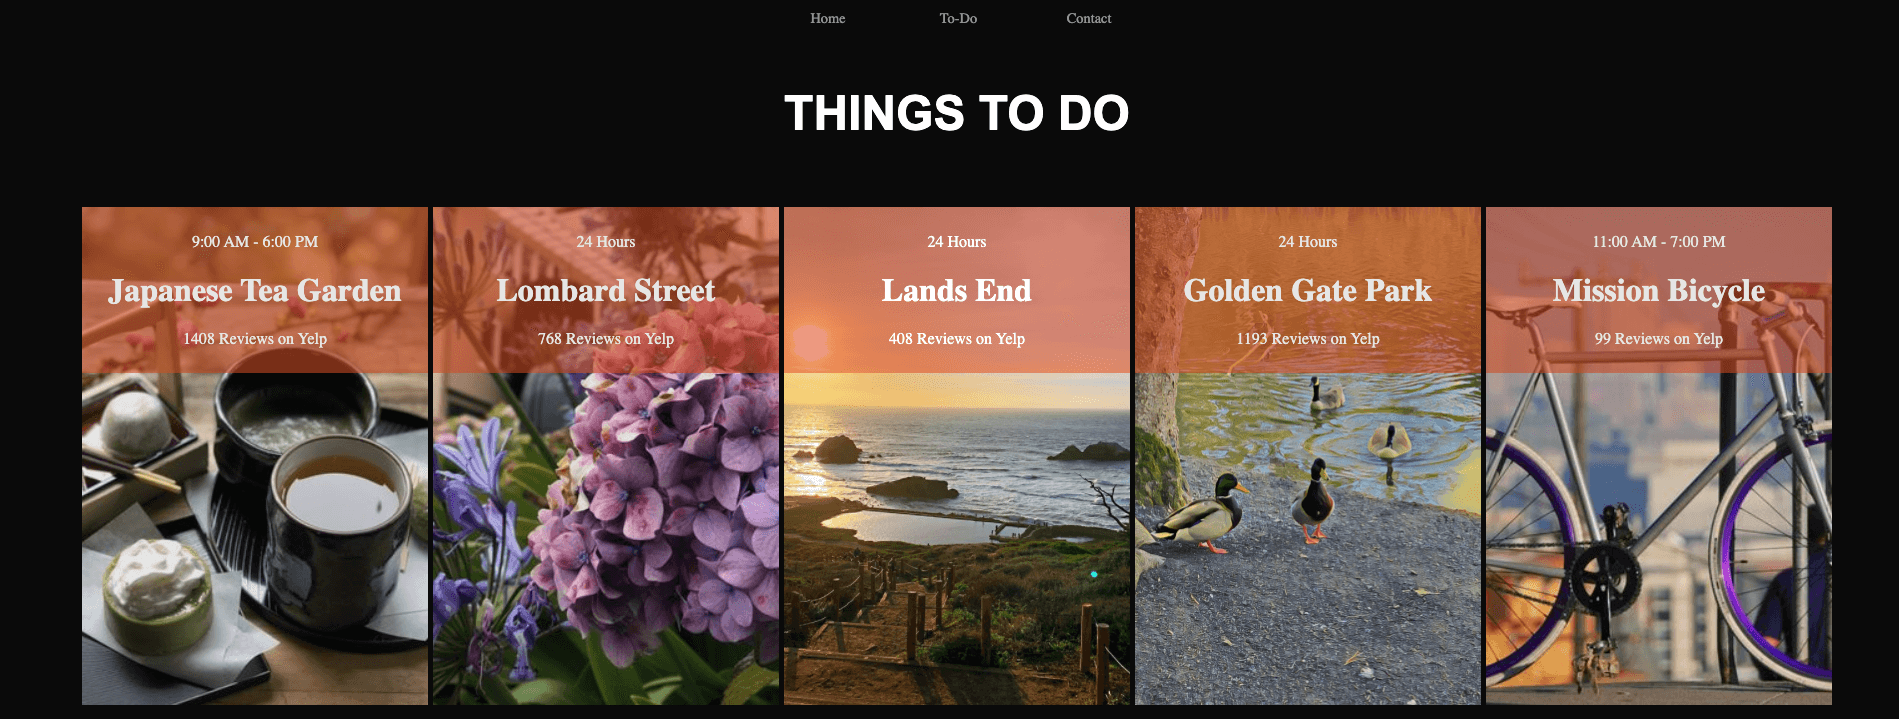 Home To-Do Contact
THINGS TO DO
9:00 AM - 6:00 PM
Japanese Tea Garden
1408 Reviews on Yelp
24 Hours
Lombard Street
768 Reviews on Yelp
24 Hours
Lands End
408 Reviews on Yelp
24 Hours
Golden Gate Park
1193 Reviews on Yelp
11:00 AM - 7:00 PM
Mission Bicycle
99 Reviews on Yelp